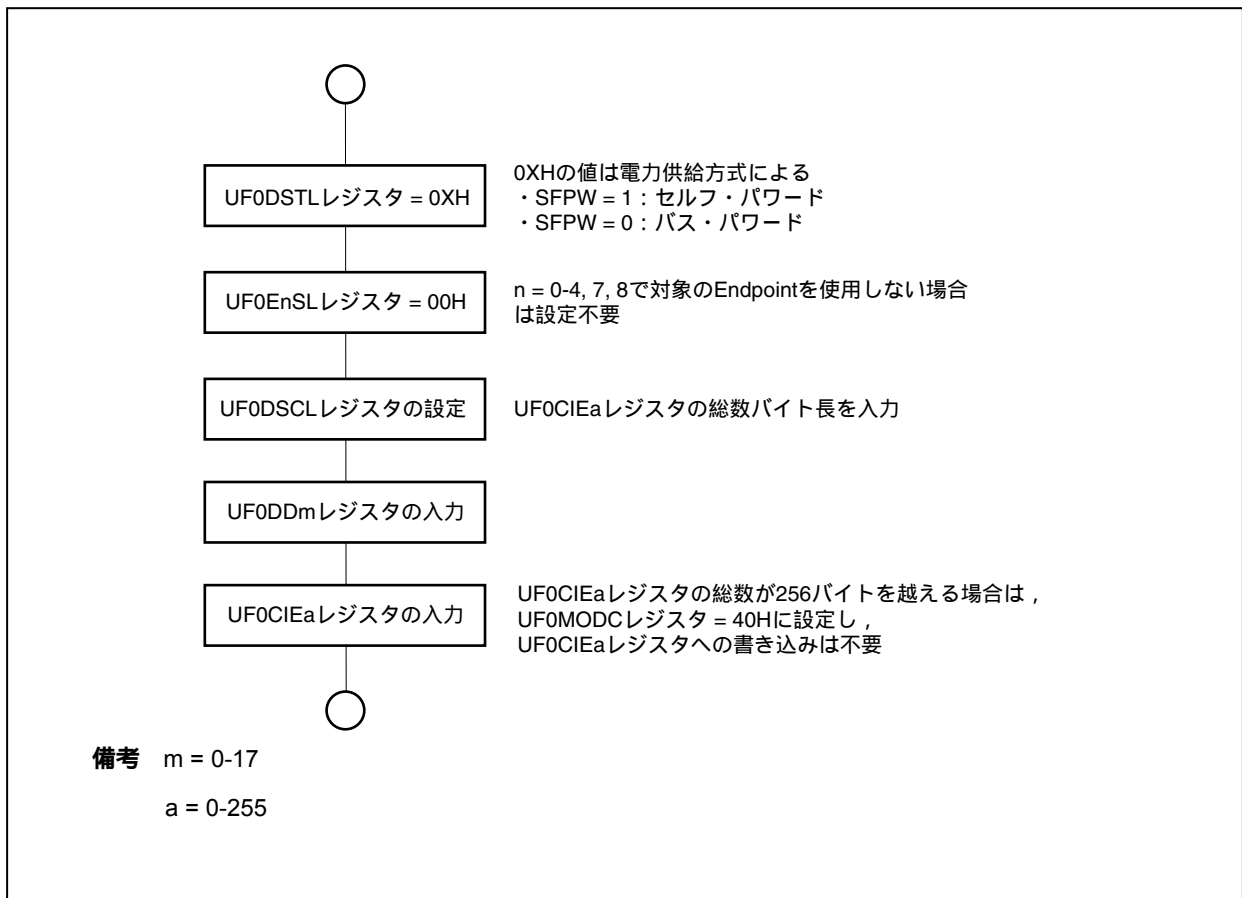 UF0DSTLレジスタ = 0XH
0XHの値は電力供給方式による
・SFPW = 1：セルフ・パワード
・SFPW = 0：バス・パワード
UF0EnSLレジスタ = 00H
n = 0-4, 7, 8で対象のEndpointを使用しない場合
は設定不要
UF0DSCLレジスタの設定
UF0CIEaレジスタの総数バイト長を入力
UF0DDmレジスタの入力
UF0CIEaレジスタの入力
UF0CIEaレジスタの総数が256バイトを越える場合は，
UF0MODCレジスタ = 40Hに設定し，
UF0CIEaレジスタへの書き込みは不要
備考 m = 0-17
a = 0-255